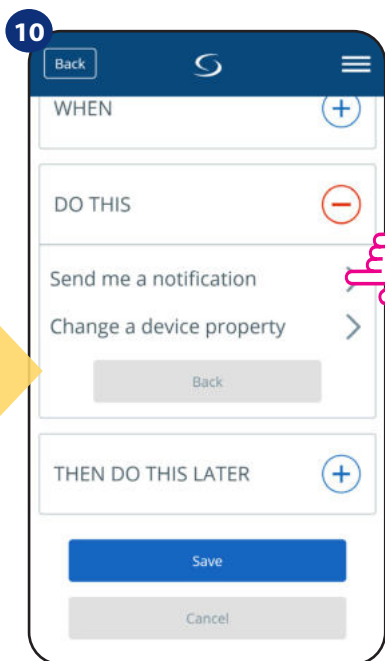 10
Back
WHEN
DO THIS
Send me a notification
Change a device property
Back
THEN DO THIS LATER
Save
Cancel